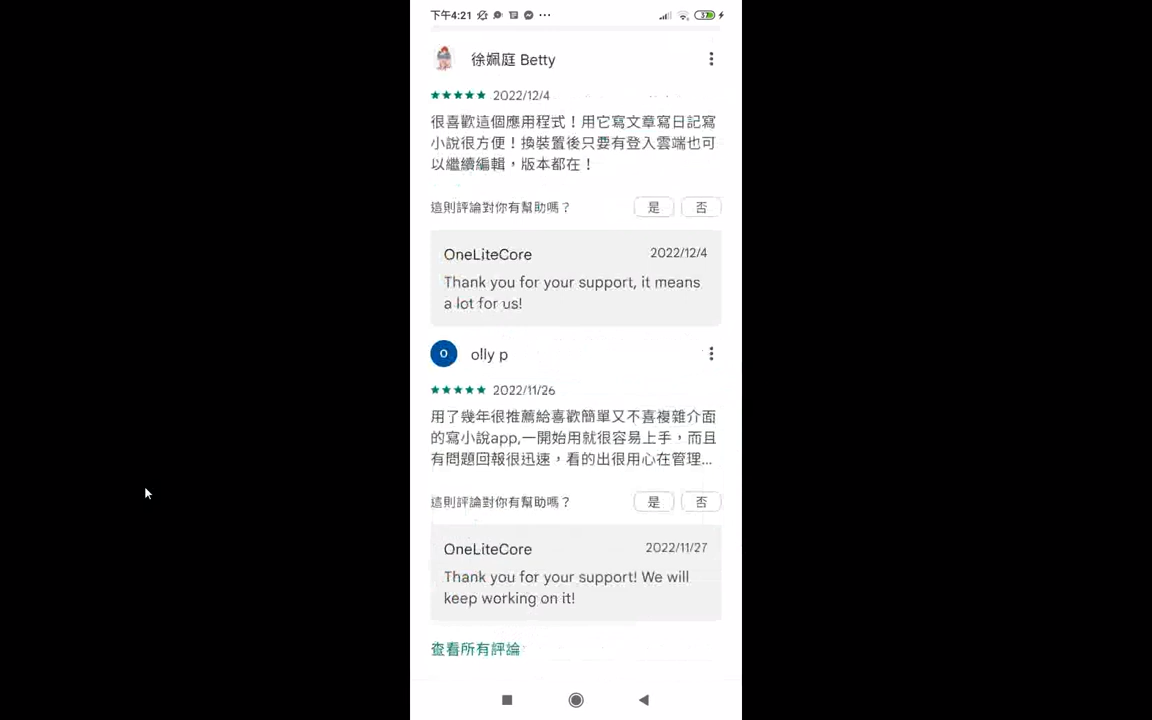 下午4:21
57
徐姵庭 Betty
2022/12/4
很喜歡這個應用程式！用它寫文章寫日記寫
小說很方便！換裝置後只要有登入雲端也可
以繼續編輯，版本都在！
這則評論對你有幫助嗎？ 是 否
OneLiteCore 2022/12/4
Thank you for your support, it means
a lot for us!
O olly p
2022/11/26
用了幾年很推薦給喜歡簡單又不喜複雜介面
的寫小說app,一開始用就很容易上手，而且
有問題回報很迅速，看的出很用心在管理...
這則評論對你有幫助嗎？ 是 否
OneLiteCore 2022/11/27
Thank you for your support! We will
keep working on it!
查看所有評論